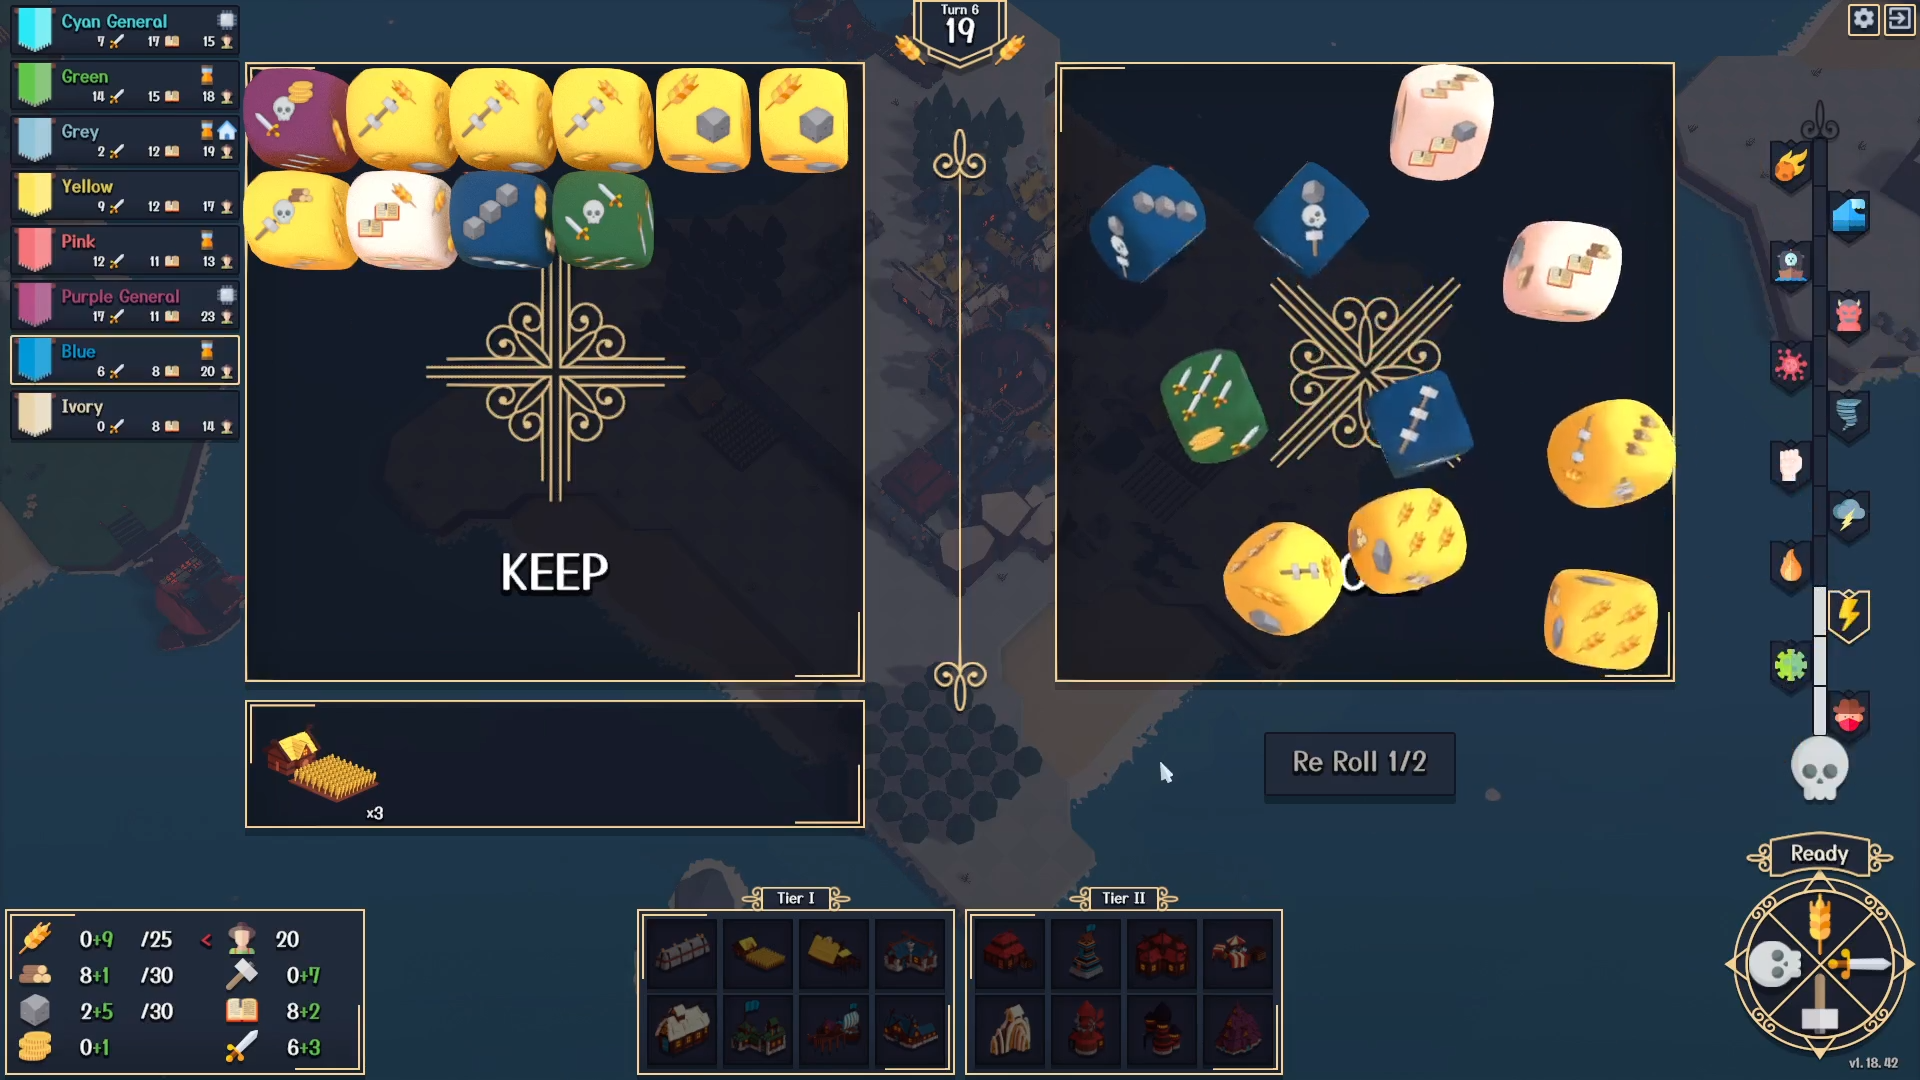 Cyan General
7 17 15
Green
14 15 18
Grey
2 12 19
Yellow
9 12 17
Pink
12 11 13
Purple General
17 11 23
Blue
6 8 20
Ivory
0 8 14
Turn 6
19
KEEP
x3
Re Roll 1/2
Ready
Tier I
Tier II
0+9 /25 < 20
8+1 /30 0+7
2+5 /30 8+2
0+1 6+3
v1.18.42